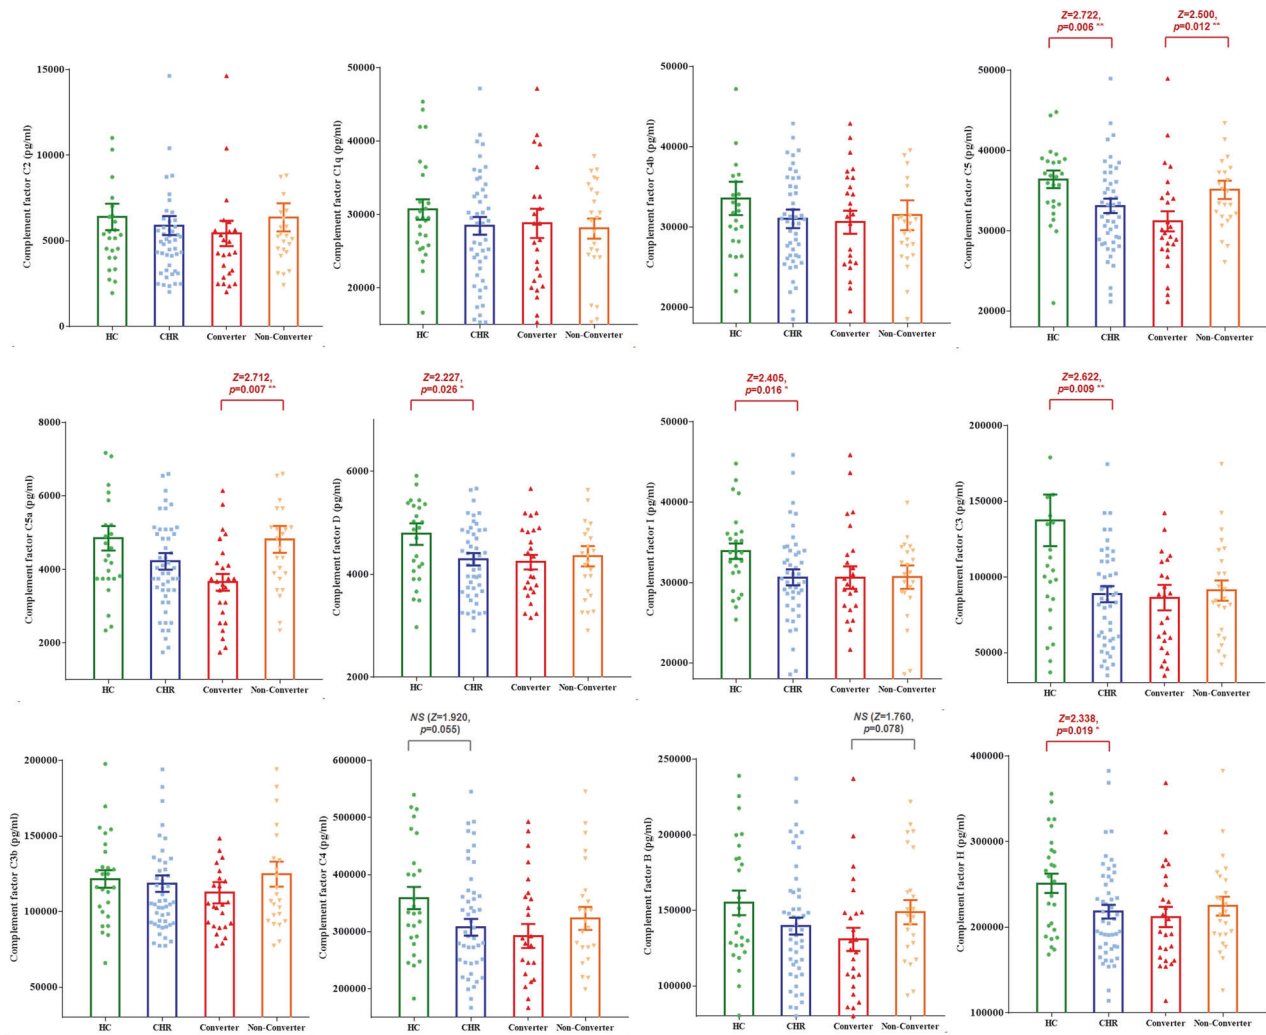 Complement factor C2 (pg/ml)
15000
10000
5000
0
HC CHR Converter Non-Converter
Complement factor C1q (pg/ml)
50000
40000
30000
20000
HC CHR Converter Non-Converter
Complement factor C4b (pg/ml)
50000
40000
30000
20000
HC CHR Converter Non-Converter
Z=2.722,
p=0.006 **
Z=2.500,
p=0.012 **
Complement factor C5 (pg/ml)
50000
40000
30000
20000
HC CHR Converter Non-Converter
Z=2.712,
p=0.007 **
Complement factor C5a (pg/ml)
8000
6000
4000
2000
HC CHR Converter Non-Converter
Z=2.227,
p=0.026 *
Complement factor D (pg/ml)
6000
4000
2000
HC CHR Converter Non-Converter
Z=2.405,
p=0.016 *
Complement factor I (pg/ml)
50000
40000
30000
20000
HC CHR Converter Non-Converter
Z=2.622,
p=0.009 **
Complement factor C3 (pg/ml)
200000
150000
100000
50000
HC CHR Converter Non-Converter
Complement factor C3b (pg/ml)
200000
150000
100000
50000
HC CHR Converter Non-Converter
NS (Z=1.920,
p=0.055)
Complement factor C4 (pg/ml)
600000
500000
400000
300000
200000
HC CHR Converter Non-Converter
NS (Z=1.760,
p=0.078)
Complement factor B (pg/ml)
250000
200000
150000
100000
HC CHR Converter Non-Converter
Z=2.338,
p=0.019 *
Complement factor H (pg/ml)
400000
300000
200000
100000
HC CHR Converter Non-Converter